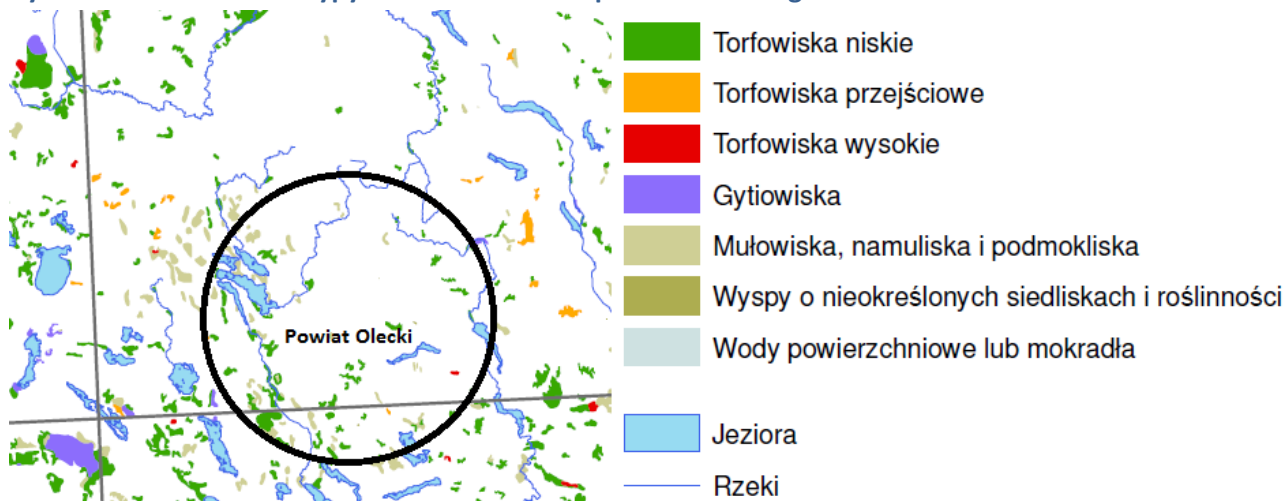 Torfowiska niskie
Torfowiska przejściowe
Torfowiska wysokie
Gytiowiska
Mułowiska, namuliska i podmokliska
Wyspy o nieokreślonych siedliskach i roślinności
Wody powierzchniowe lub mokradła
Jeziora
Rzeki
Powiat Olecki